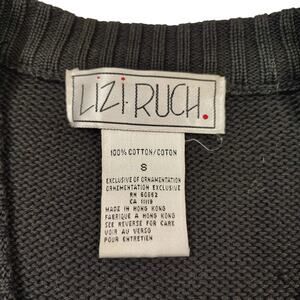 LIZI·RUCH.
100% COTTON/COTON
S
EXCLUSIVE OF ORNAMENTATION
ORNEMENTATION EXCLUSIVE
RN 60862
CA 11119
MADE IN HONG KONG
FABRIQUE A HONG KONG
SEE REVERSE FOR CARE
VOIR AU VERSO
POUR ENTRETIEN